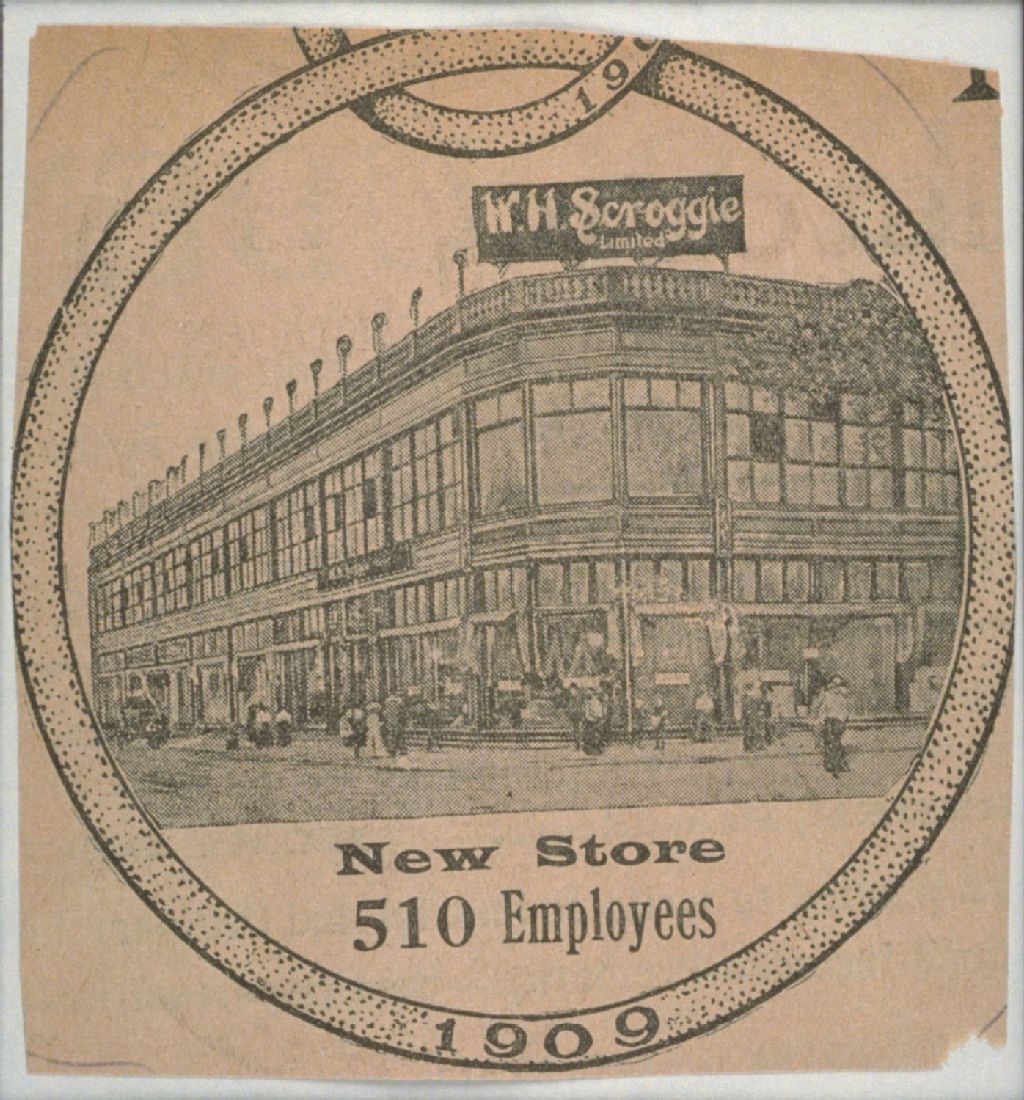 19
W.H. Scroggie
Limited
New Store
510 Employees
1909